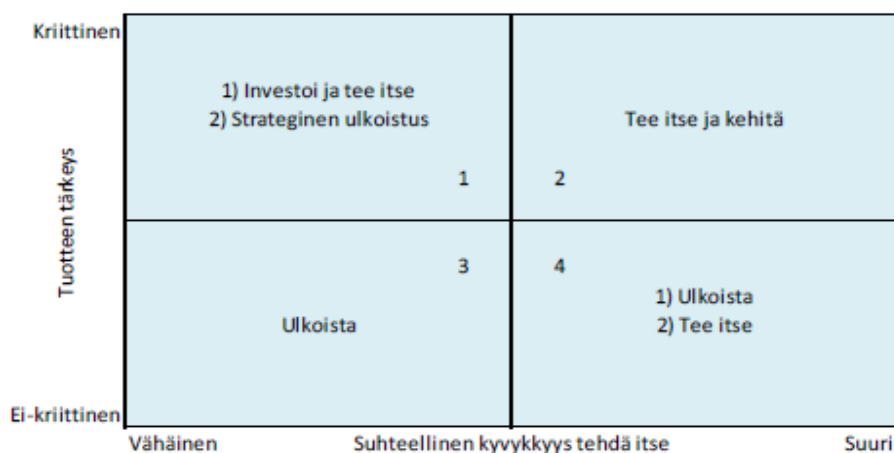 Kriittinen
1) Investoi ja tee itse
2) Strateginen ulkoistus
Tee itse ja kehitä
1
2
Tuotteen tärkeys
3
4
Ulkoista
1) Ulkoista
2) Tee itse
Ei-kriittinen
Vähäinen
Suhteellinen kyvykkyys tehdä itse
Suuri